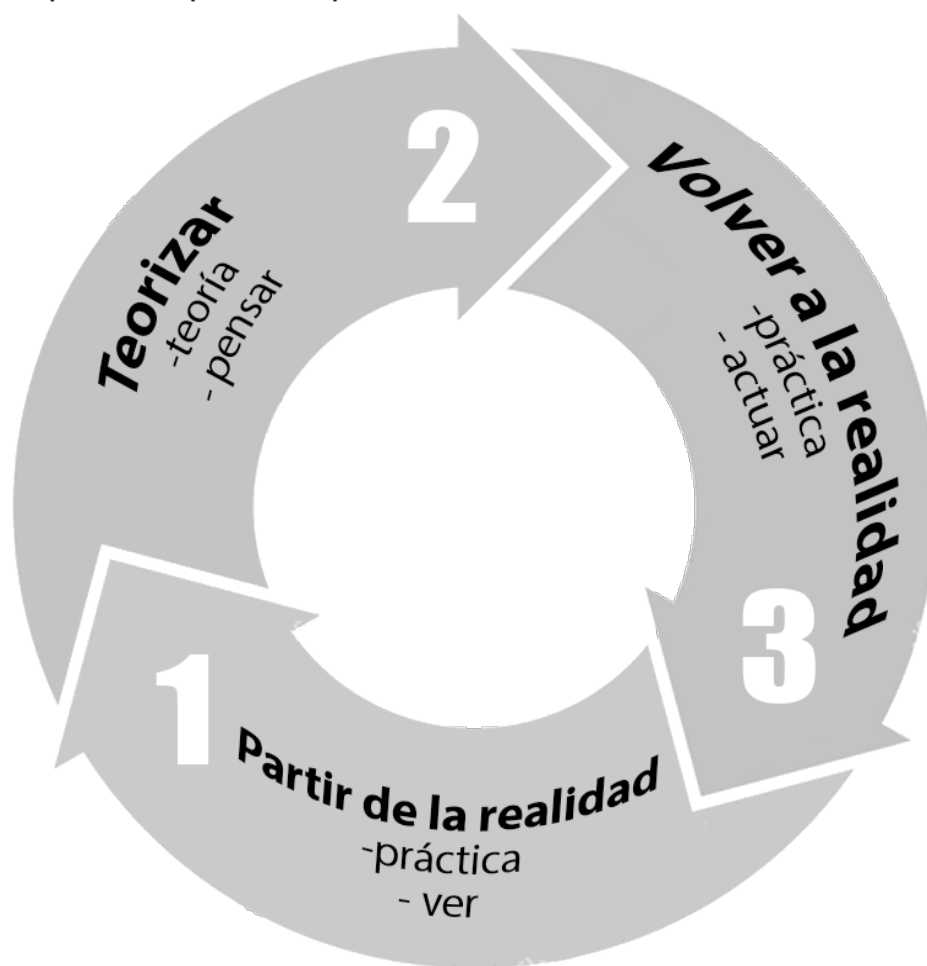 1
Partir de la realidad
-práctica
- ver
2
Teorizar
-teoría
- pensar
3
Volver a la realidad
-práctica
- actuar